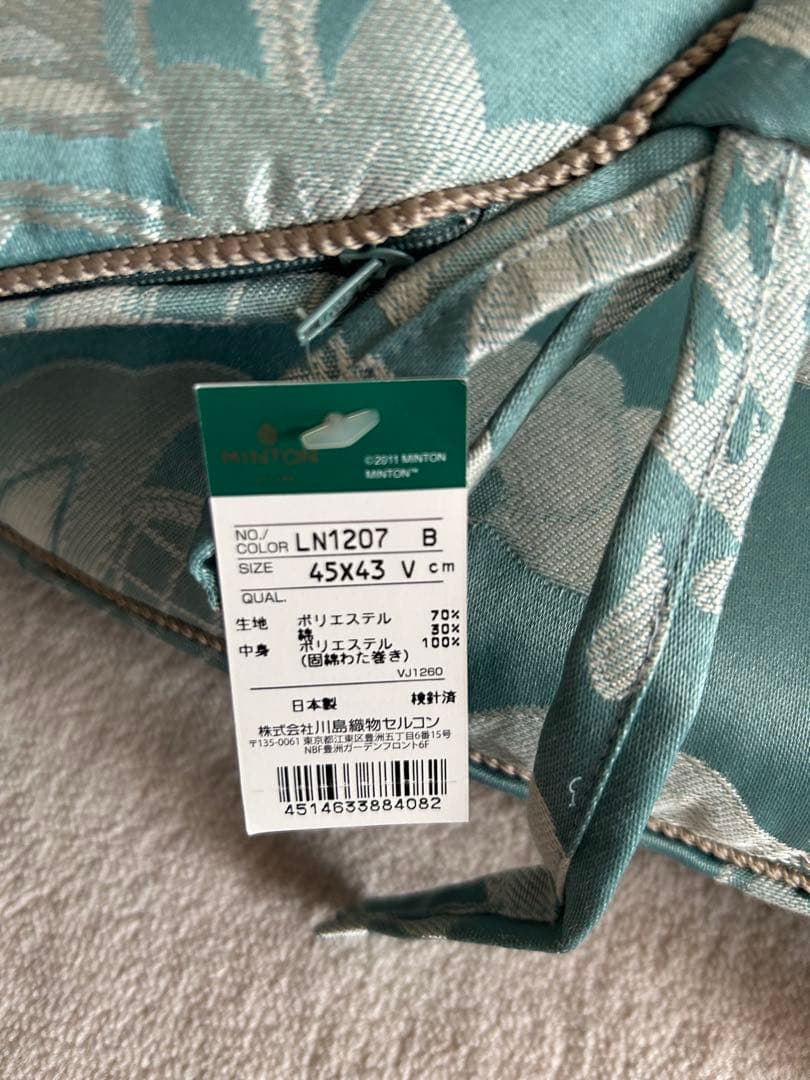 MINTON
©2011 MINTON
MINTON™
NO./COLOR LN1207 B
SIZE 45X43 V cm
QUAL.
生地 ポリエステル 70%
綿 30%
中身 ポリエステル 100%
(固綿わた巻き)
VJ1260
日本製 検針済
株式会社川島織物セルコン
〒135-0061 東京都江東区豊洲五丁目6番15号
NBF豊洲ガーデンフロント6F
4514633884082